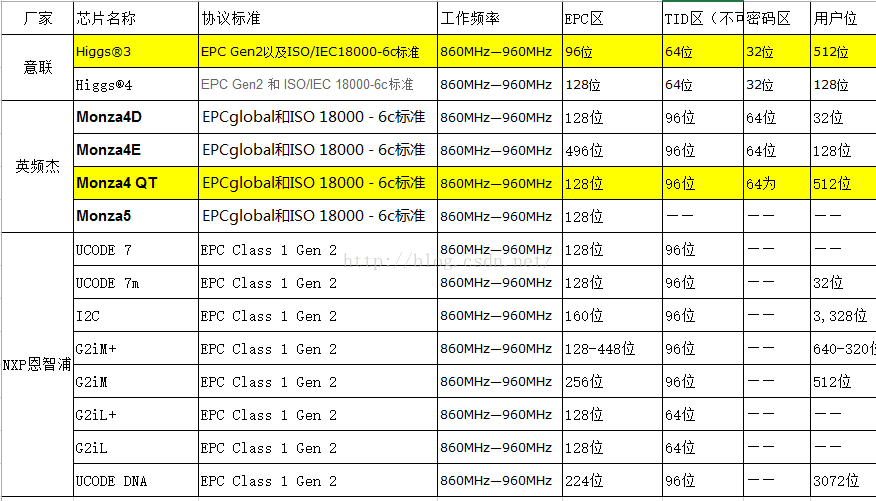 厂家 芯片名称 协议标准 工作频率 EPC区 TID区（不可 密码区 用户位
意联 Higgs®3 EPC Gen2以及ISO/IEC18000-6c标准 860MHz—960MHz 96位 64位 32位 512位
Higgs®4 EPC Gen2 和 ISO/IEC 18000-6c标准 860MHz—960MHz 128位 64位 32位 128位
英频杰 Monza4D EPCglobal和ISO 18000 - 6c标准 860MHz—960MHz 128位 96位 64位 32位
Monza4E EPCglobal和ISO 18000 - 6c标准 860MHz—960MHz 496位 96位 64位 128位
Monza4 QT EPCglobal和ISO 18000 - 6c标准 860MHz—960MHz 128位 96位 64为 512位
Monza5 EPCglobal和ISO 18000 - 6c标准 860MHz—960MHz 128位 —— —— ——
NXP恩智浦 UCODE 7 EPC Class 1 Gen 2 860MHz—960MHz 128位 96位 —— ——
http://blog.csdn.net/
UCODE 7m EPC Class 1 Gen 2 860MHz—960MHz 128位 96位 —— 32位
I2C EPC Class 1 Gen 2 860MHz—960MHz 160位 96位 —— 3,328位
G2iM+ EPC Class 1 Gen 2 860MHz—960MHz 128-448位 96位 —— 640-320位
G2iM EPC Class 1 Gen 2 860MHz—960MHz 256位 96位 —— 512位
G2iL+ EPC Class 1 Gen 2 860MHz—960MHz 128位 64位 —— ——
G2iL EPC Class 1 Gen 2 860MHz—960MHz 128位 64位 —— ——
UCODE DNA EPC Class 1 Gen 2 860MHz—960MHz 224位 96位 —— 3072位